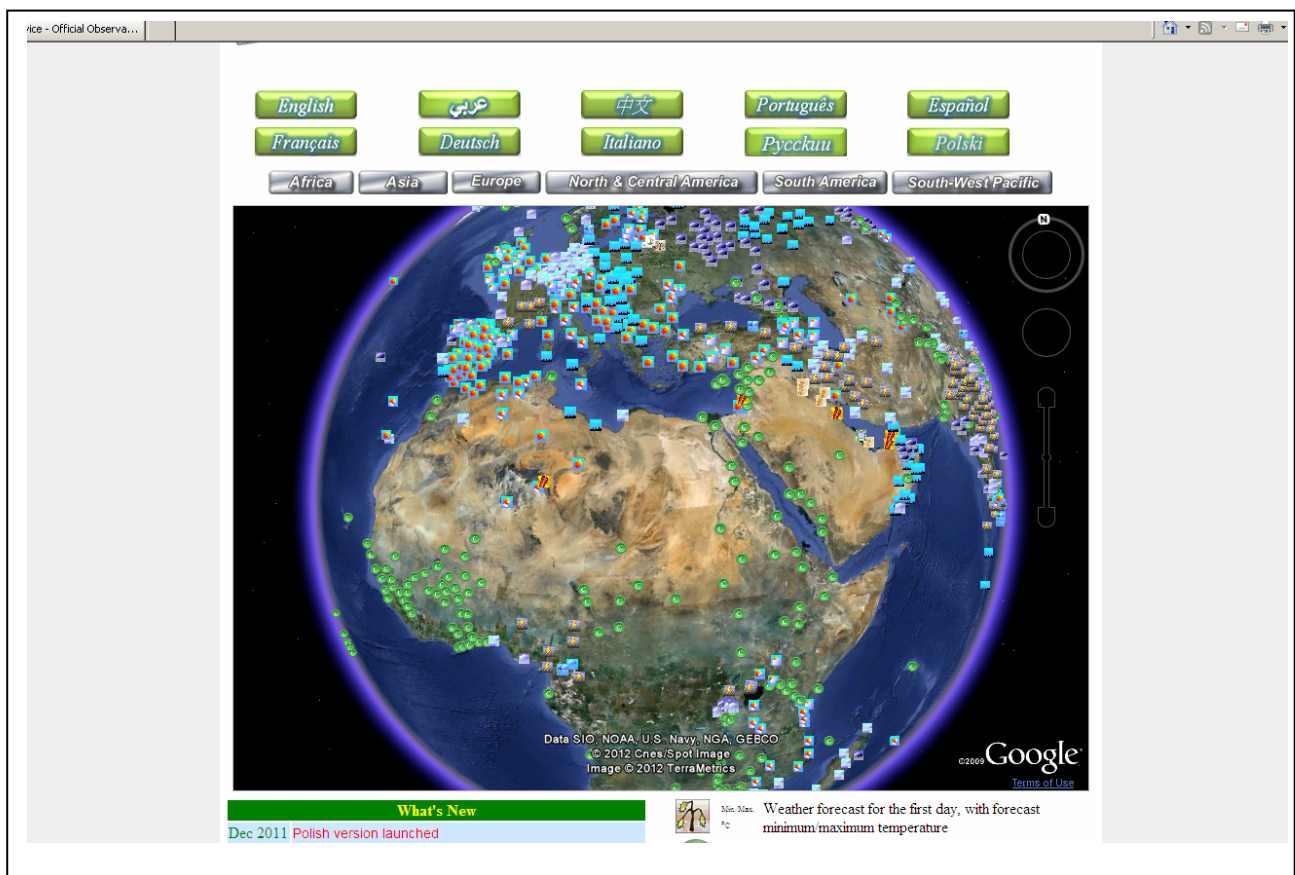 vice - Official Observa...
English عربي 中文 Português Español
Français Deutsch Italiano Русскии Polski
Africa Asia Europe North & Central America South America South-West Pacific
N
Data SIO, NOAA, U.S. Navy, NGA, GEBCO
© 2012 Cnes/Spot Image
Image © 2012 TerraMetrics
©2009 Google
Terms of Use
What's New
Dec 2011 Polish version launched
Min. Max.
°C
Weather forecast for the first day, with forecast
minimum/maximum temperature